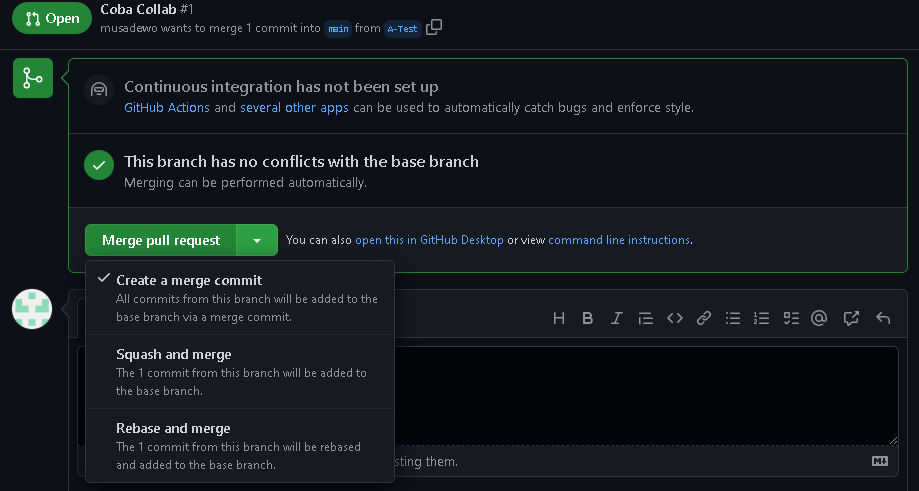 Open
Coba Collab #1
musadewo wants to merge 1 commit into main from A-Test
Continuous integration has not been set up
GitHub Actions and several other apps can be used to automatically catch bugs and enforce style.
This branch has no conflicts with the base branch
Merging can be performed automatically.
Merge pull request
You can also open this in GitHub Desktop or view command line instructions.
Create a merge commit
All commits from this branch will be added to the
base branch via a merge commit.
Squash and merge
The 1 commit from this branch will be added to
the base branch.
Rebase and merge
The 1 commit from this branch will be rebased
and added to the base branch.
H B I
them.